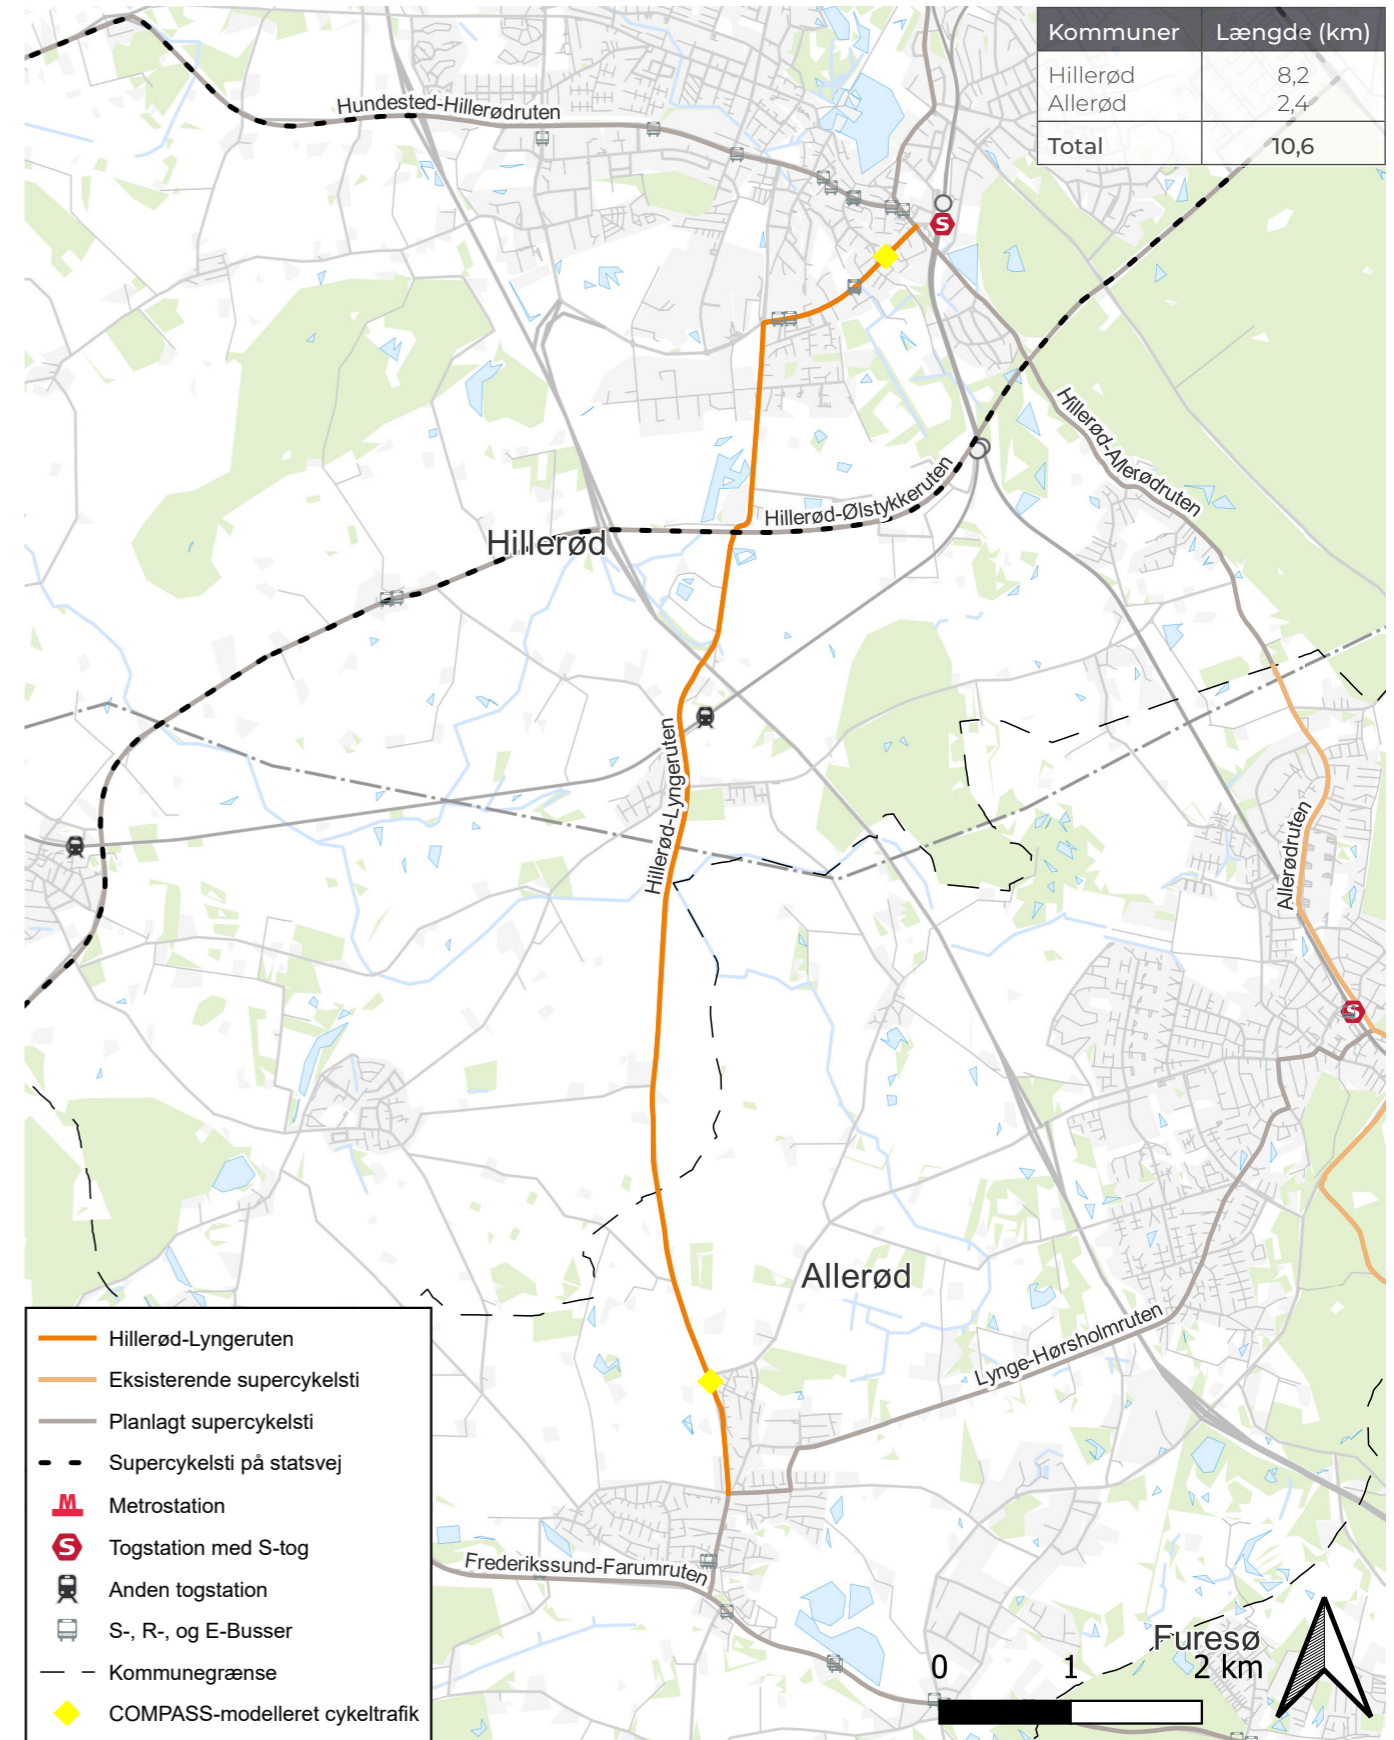 Kommuner Længde (km)
Hillerød 8,2
Allerød 2,4
Total 10,6
Hundested-Hillerødruten
Hillerød-Allerødruten
Hillerød-Ølstykkeruten
Hillerød
Hillerød-Lyngeruten
Allerødruten
Allerød
Lynge-Hørsholmruten
Frederikssund-Farumruten
Furesø
0 1 2 km
Hillerød-Lyngeruten
Eksisterende supercykelsti
Planlagt supercykelsti
Supercykelsti på statsvej
M Metrostation
S Togstation med S-tog
Anden togstation
S-, R-, og E-Busser
Kommunegrænse
COMPASS-modelleret cykeltrafik
S
S